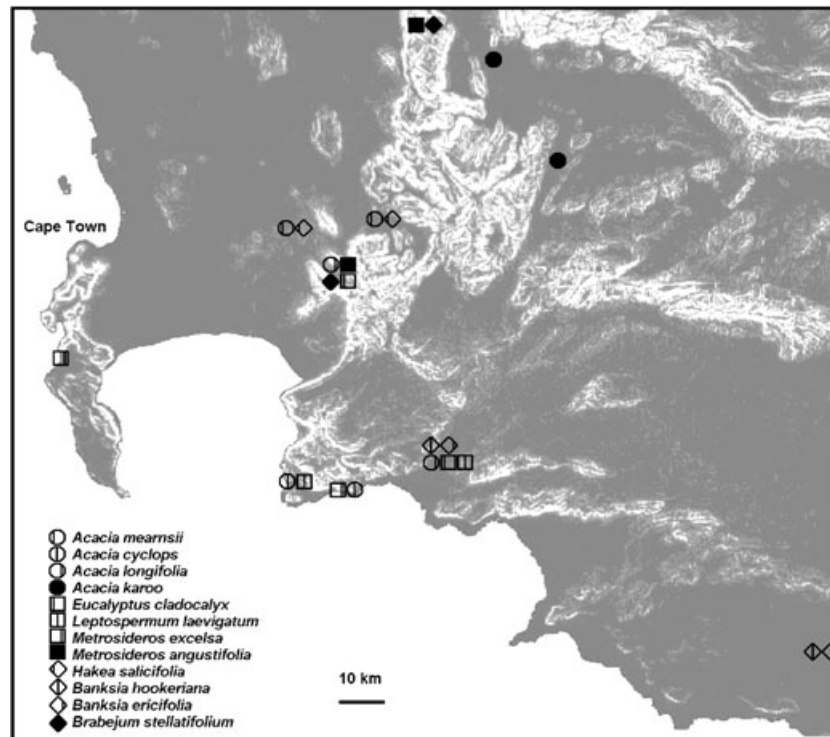 Cape Town
Acacia mearnsii
Acacia cyclops
Acacia longifolia
Acacia karoo
Eucalyptus cladocalyx
Leptospermum laevigatum
Metrosideros excelsa
Metrosideros angustifolia
Hakea salicifolia
Banksia hookeriana
Banksia ericifolia
Brabejum stellatifolium
10 km